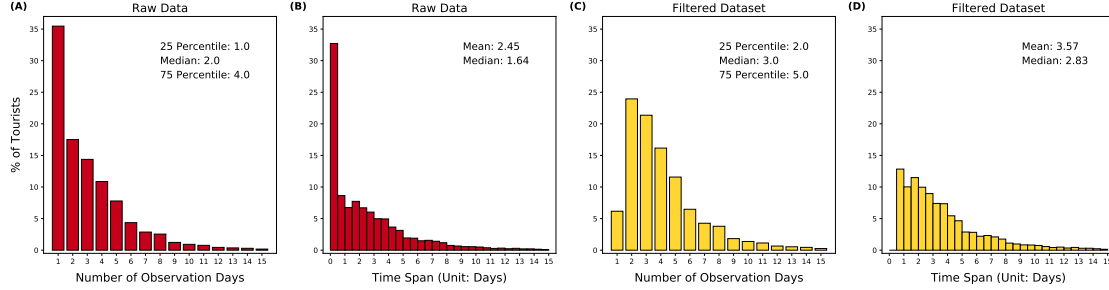 (A) Raw Data
25 Percentile: 1.0
Median: 2.0
75 Percentile: 4.0
% of Tourists
35
30
25
20
15
10
5
0
1 2 3 4 5 6 7 8 9 10 11 12 13 14 15
Number of Observation Days
(B) Raw Data
Mean: 2.45
Median: 1.64
35
30
25
20
15
10
5
0
0 1 2 3 4 5 6 7 8 9 10 11 12 13 14 15
Time Span (Unit: Days)
(C) Filtered Dataset
25 Percentile: 2.0
Median: 3.0
75 Percentile: 5.0
35
30
25
20
15
10
5
0
1 2 3 4 5 6 7 8 9 10 11 12 13 14 15
Number of Observation Days
(D) Filtered Dataset
Mean: 3.57
Median: 2.83
35
30
25
20
15
10
5
0
0 1 2 3 4 5 6 7 8 9 10 11 12 13 14 15
Time Span (Unit: Days)